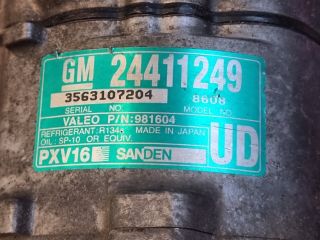 GM 24411249
3563107204 8608
SERIAL NO. MODEL NO.
VALEO P/N:981604
REFRIGERANT:R134a MADE IN JAPAN
OIL: SP-10 OR EQUIV.
PXV16 SANDEN UD